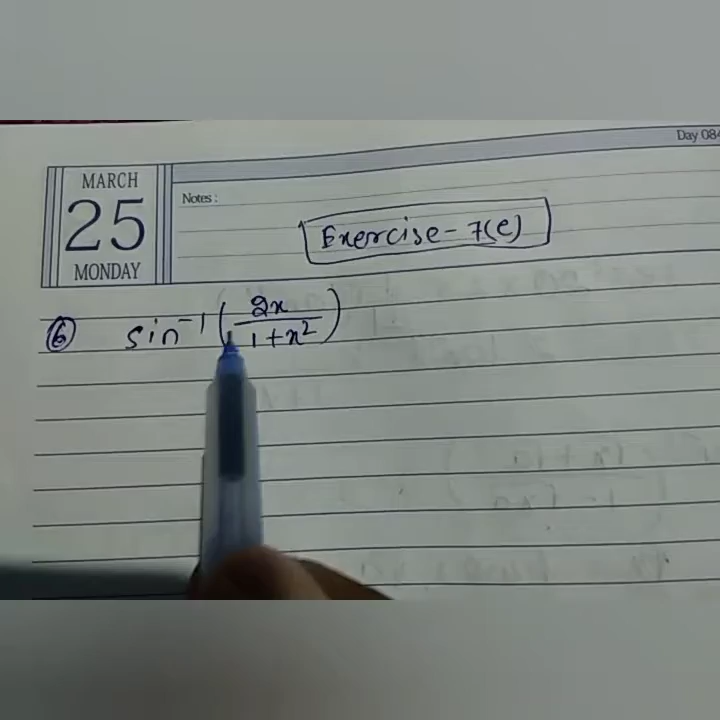 Day 084
MARCH
25
MONDAY
Notes :
Exercise - 7(e)
⑥ sin⁻¹(2x/1+x²)